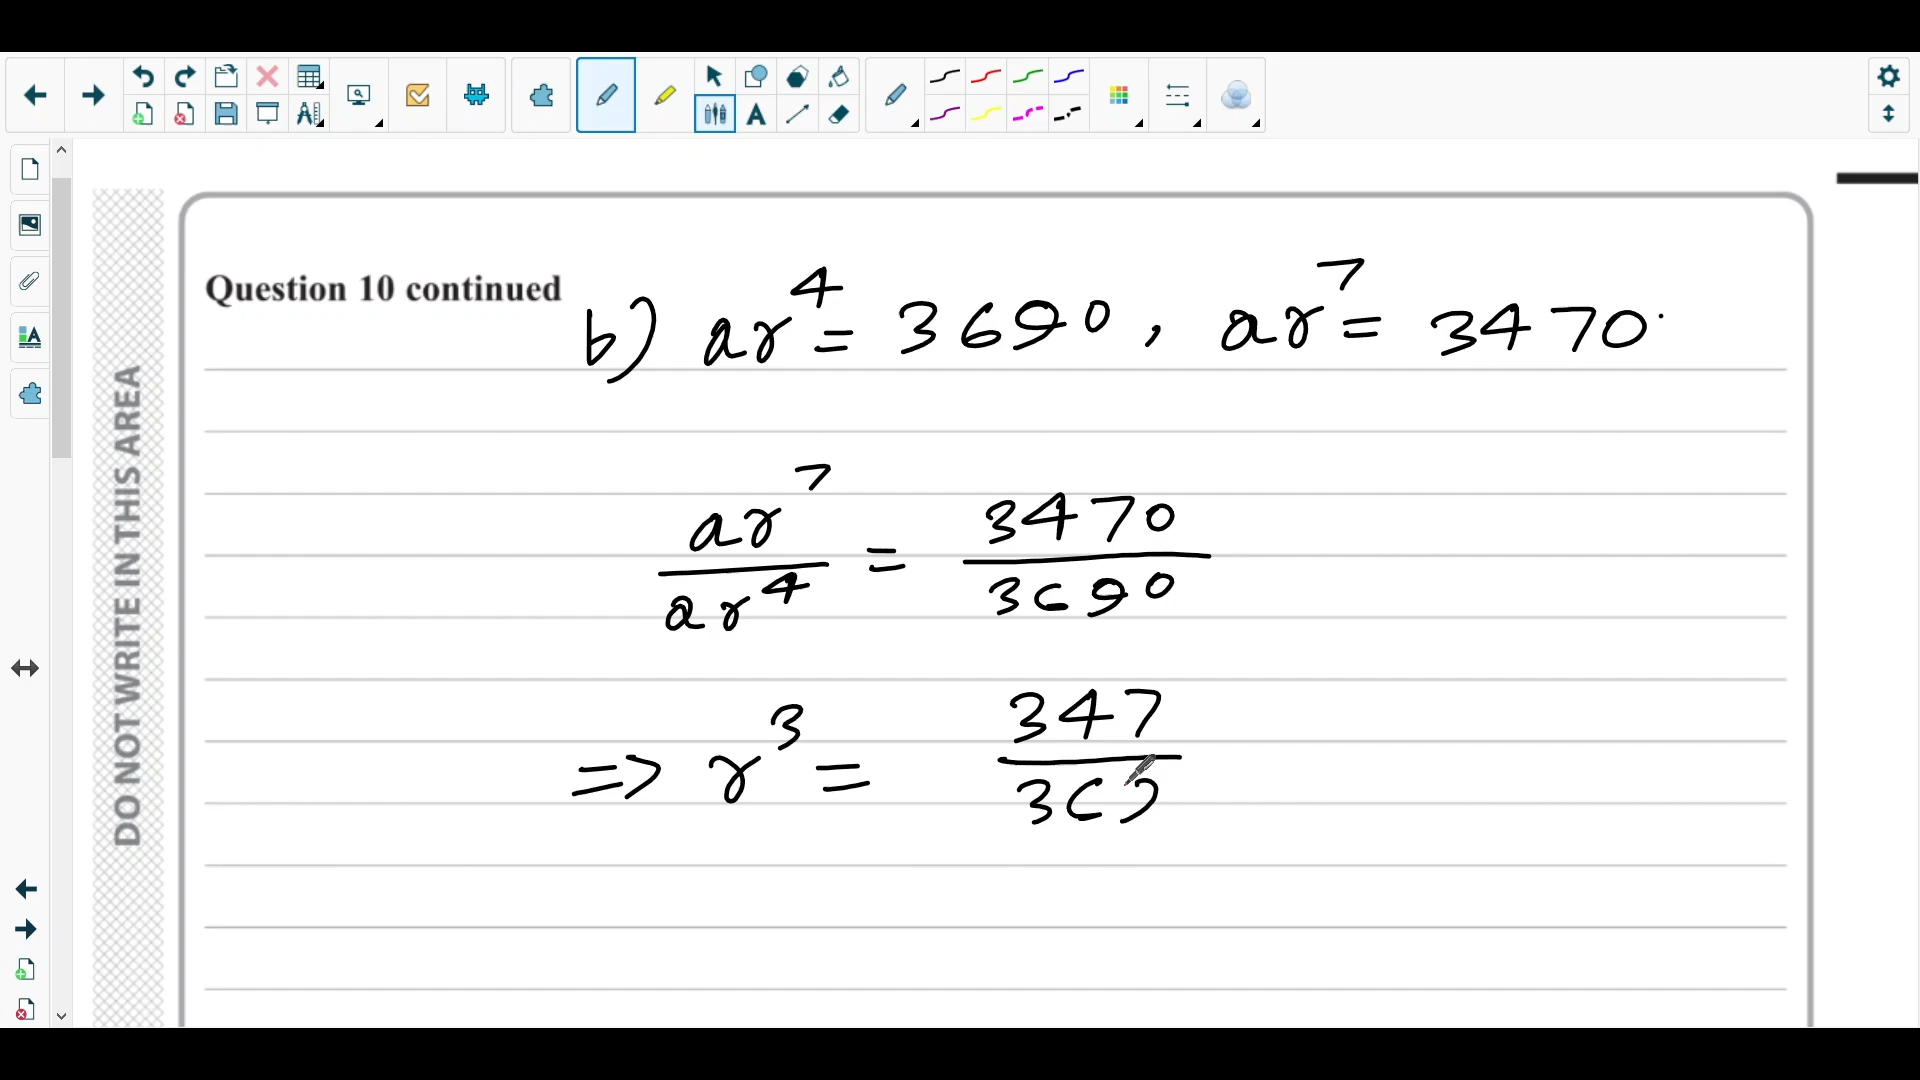 Question 10 continued
b) ar⁴ = 3690 , ar⁷ = 3470.
ar⁷/ar⁴ = 3470/3690
=> r³ = 347/369
DO NOT WRITE IN THIS AREA